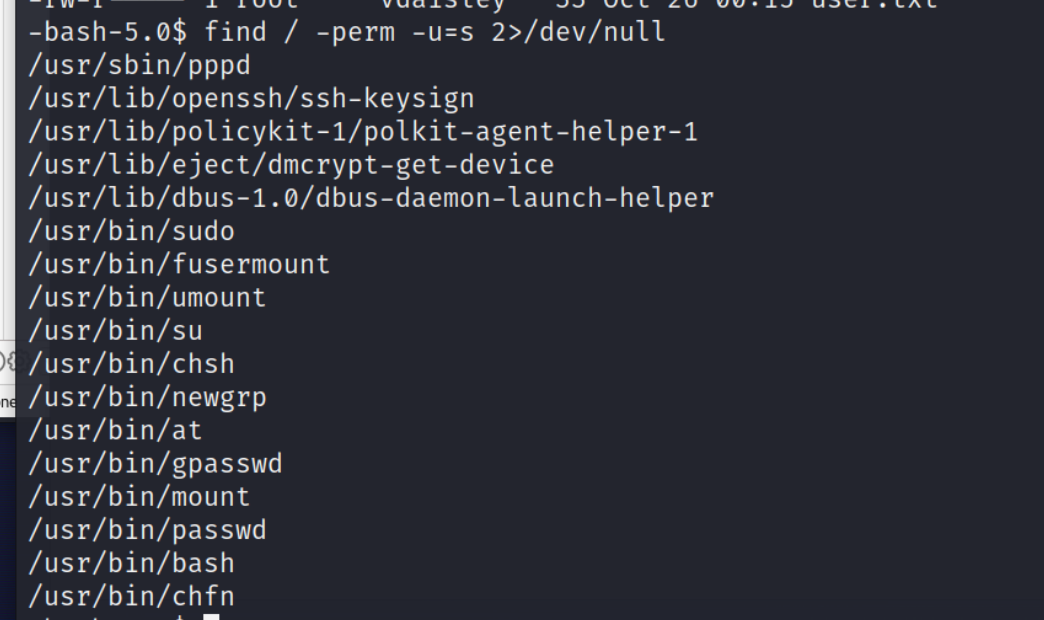 1 root vdaisley 33 Oct 26 00:15 user.txt
-bash-5.0$ find / -perm -u=s 2>/dev/null
/usr/sbin/pppd
/usr/lib/openssh/ssh-keysign
/usr/lib/policykit-1/polkit-agent-helper-1
/usr/lib/eject/dmcrypt-get-device
/usr/lib/dbus-1.0/dbus-daemon-launch-helper
/usr/bin/sudo
/usr/bin/fusermount
/usr/bin/umount
/usr/bin/su
/usr/bin/chsh
/usr/bin/newgrp
/usr/bin/at
/usr/bin/gpasswd
/usr/bin/mount
/usr/bin/passwd
/usr/bin/bash
/usr/bin/chfn